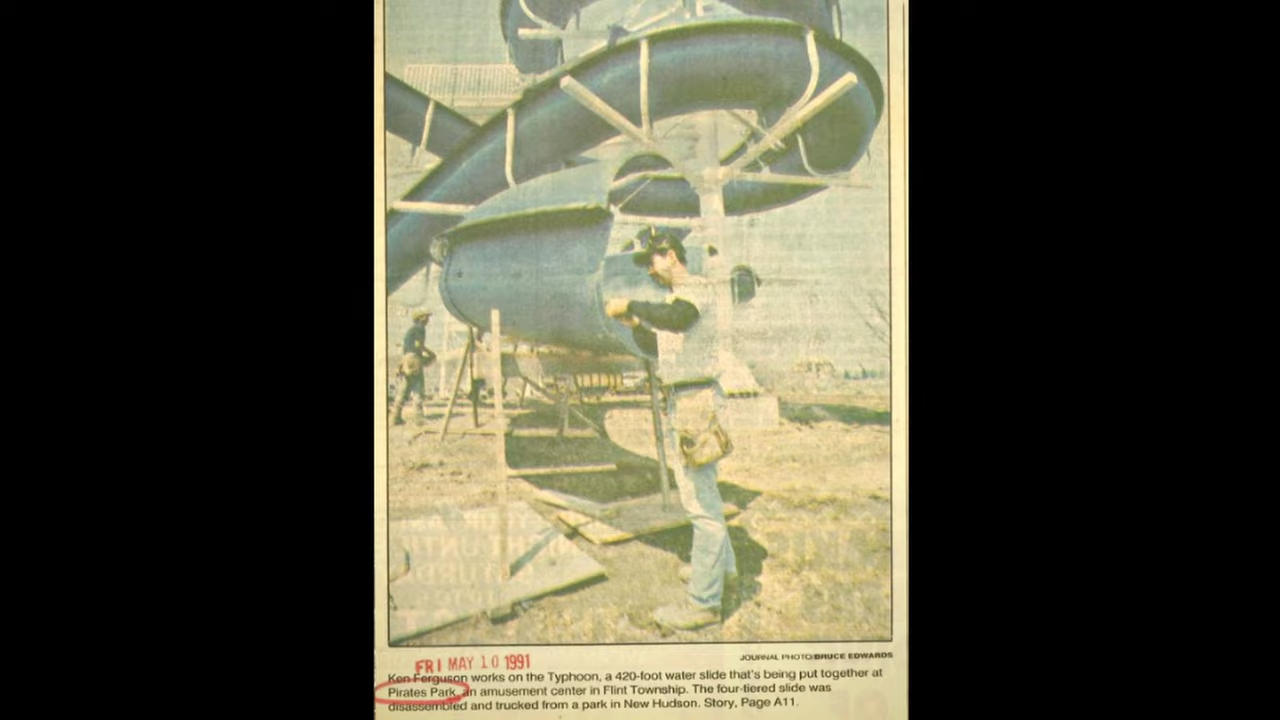 JOURNAL PHOTO/BRUCE EDWARDS
FRI MAY 10 1991
Ken Ferguson works on the Typhoon, a 420-foot water slide that's being put together at
Pirates Park, an amusement center in Flint Township. The four-tiered slide was
disassembled and trucked from a park in New Hudson. Story, Page A11.